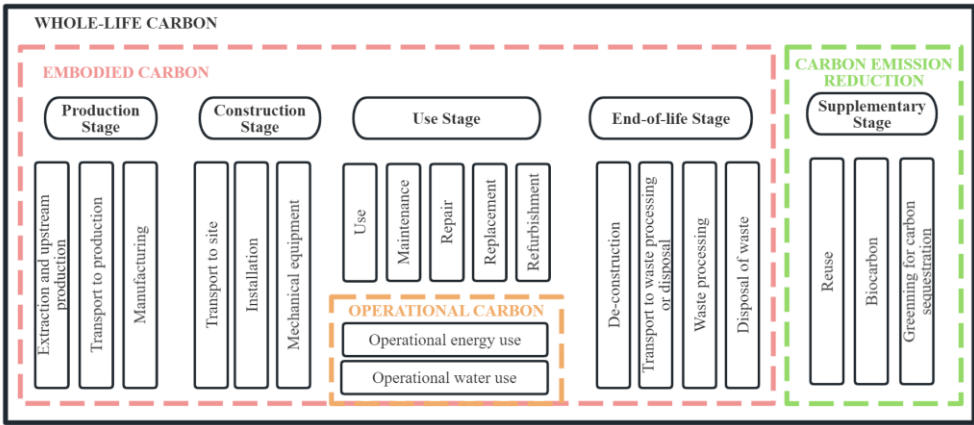 WHOLE-LIFE CARBON
EMBODIED CARBON
CARBON EMISSION
REDUCTION
Production
Stage
Construction
Stage
Use Stage
End-of-life Stage
Supplementary
Stage
Extraction and upstream
production
Transport to production
Manufacturing
Transport to site
Installation
Mechanical equipment
Use
Maintenance
Repair
Replacement
Refurbishment
OPERATIONAL CARBON
Operational energy use
Operational water use
De-construction
Transport to waste processing
or disposal
Waste processing
Disposal of waste
Reuse
Biocarbon
Greenning for carbon
sequestration